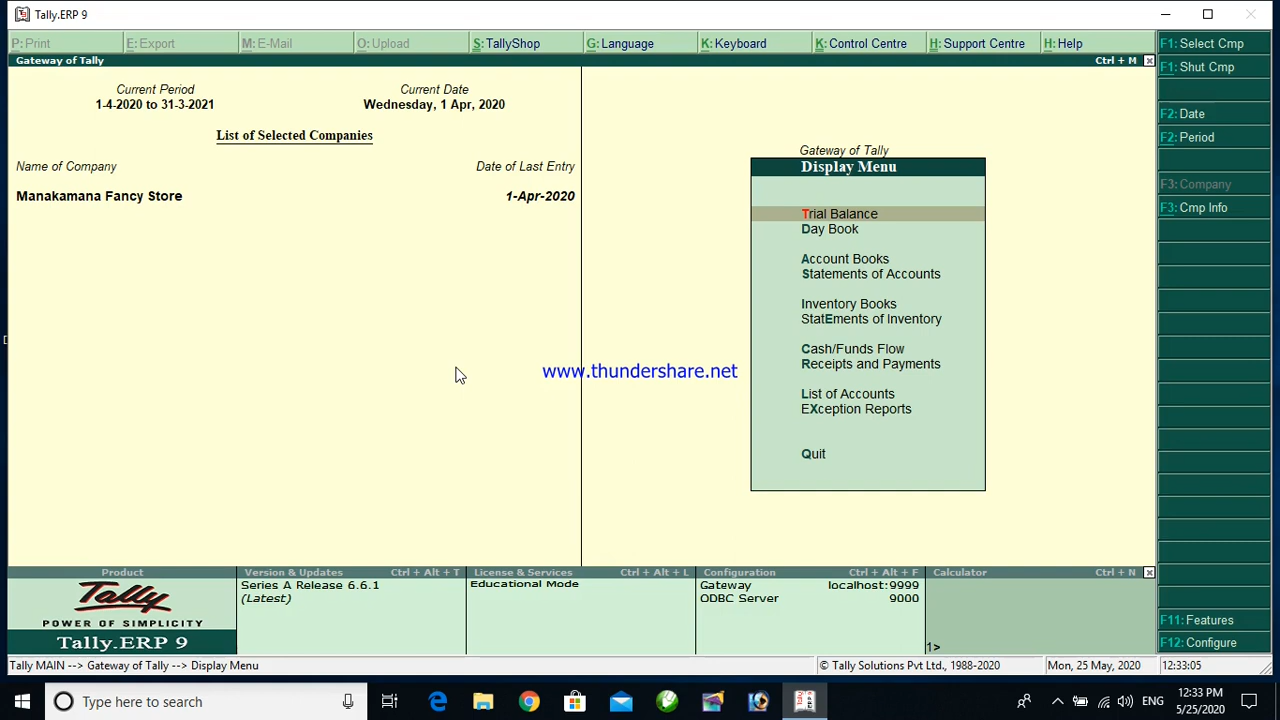 Tally.ERP 9
P: Print E: Export M: E-Mail O: Upload S: TallyShop G: Language K: Keyboard K: Control Centre H: Support Centre H: Help
Gateway of Tally Ctrl + M
Current Period Current Date
1-4-2020 to 31-3-2021 Wednesday, 1 Apr, 2020
List of Selected Companies
Name of Company Date of Last Entry
Manakamana Fancy Store 1-Apr-2020
Gateway of Tally
Display Menu
Trial Balance
Day Book
Account Books
Statements of Accounts
Inventory Books
StatEments of Inventory
Cash/Funds Flow
Receipts and Payments
List of Accounts
EXception Reports
Quit
www.thundershare.net
F1: Select Cmp
F1: Shut Cmp
F2: Date
F2: Period
F3: Company
F3: Cmp Info
F11: Features
F12: Configure
Product
Tally
POWER OF SIMPLICITY
Tally.ERP 9
Version & Updates Ctrl + Alt + T
Series A Release 6.6.1
(Latest)
License & Services Ctrl + Alt + L
Educational Mode
Configuration Ctrl + Alt + F
Gateway localhost:9999
ODBC Server 9000
Calculator Ctrl + N
1>
Tally MAIN --> Gateway of Tally --> Display Menu © Tally Solutions Pvt Ltd., 1988-2020 Mon, 25 May, 2020 12:33:05
Type here to search
ENG
12:33 PM
5/25/2020